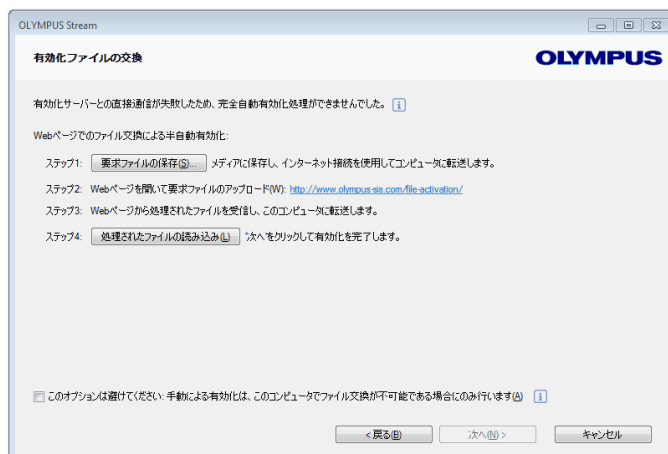 OLYMPUS Stream
有効化ファイルの交換
OLYMPUS
有効化サーバーとの直接通信が失敗したため、完全自動有効化処理ができませんでした。 i
Webページでのファイル交換による半自動有効化:
ステップ1: 要求ファイルの保存(S)... メディアに保存し、インターネット接続を使用してコンピュータに転送します。
ステップ2: Webページを開いて要求ファイルのアップロード(W): http://www.olympus-sis.com/file-activation/
ステップ3: Webページから処理されたファイルを受信し、このコンピュータに転送します。
ステップ4: 処理されたファイルの読み込み(L) "次へ"をクリックして有効化を完了します。
このオプションは避けてください: 手動による有効化は、このコンピュータでファイル交換が不可能である場合にのみ行います(A) i
< 戻る(B) 次へ(N) > キャンセル